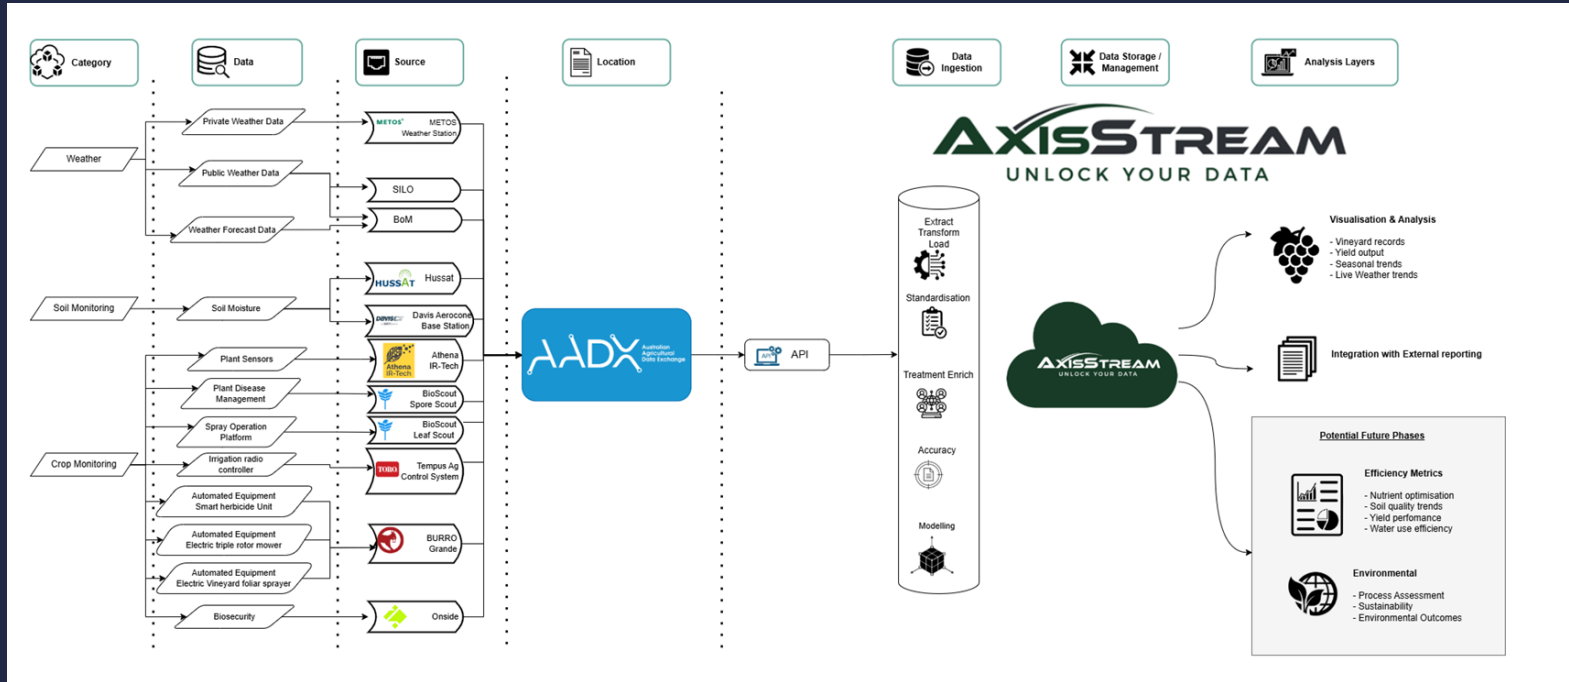 Category
Data
Source
Location
Data
Ingestion
Data Storage /
Management
Analysis Layers
Weather
Private Weather Data
Public Weather Data
Weather Forecast Data
METOS®
METOS
Weather Station
SILO
BoM
Soil Monitoring
Soil Moisture
HUSSAT
Hussat
DAVIS
Davis Aerocone
Base Station
Crop Monitoring
Plant Sensors
Plant Disease
Management
Spray Operation
Platform
Irrigation radio
controller
Automated Equipment
Smart herbicide Unit
Automated Equipment
Electric triple rotor mower
Automated Equipment
Electric Vineyard foliar sprayer
Biosecurity
Athena
IR-Tech
Athena
IR-Tech
BioScout
Spore Scout
BioScout
Leaf Scout
TORO
Tempus Ag
Control System
BURRO
Grande
Onside
AADX
Australian
Agricultural
Data Exchange
API
API
AXISSTREAM
UNLOCK YOUR DATA
Extract
Transform
Load
Standardisation
Treatment Enrich
Accuracy
Modelling
AXISSTREAM
UNLOCK YOUR DATA
Visualisation & Analysis
- Vineyard records
- Yield output
- Seasonal trends
- Live Weather trends
Integration with External reporting
Potential Future Phases
Efficiency Metrics
- Nutrient optimisation
- Soil quality trends
- Yield perfomance
- Water use efficiency
Environmental
- Process Assessment
- Sustainability
- Environmental Outcomes